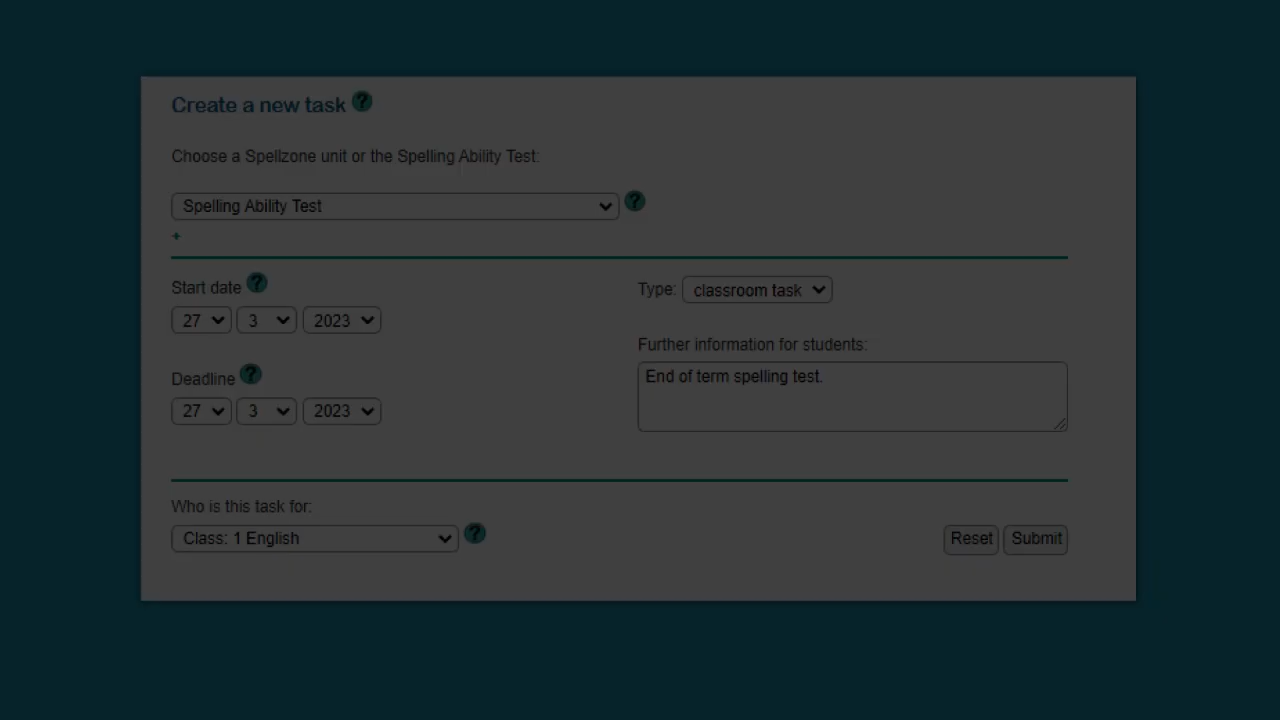 Create a new task ?
Choose a Spellzone unit or the Spelling Ability Test:
Spelling Ability Test ?
+
Start date ?
27 3 2023
Type: classroom task
Further information for students:
End of term spelling test.
Deadline ?
27 3 2023
Who is this task for:
Class: 1 English ?
Reset Submit